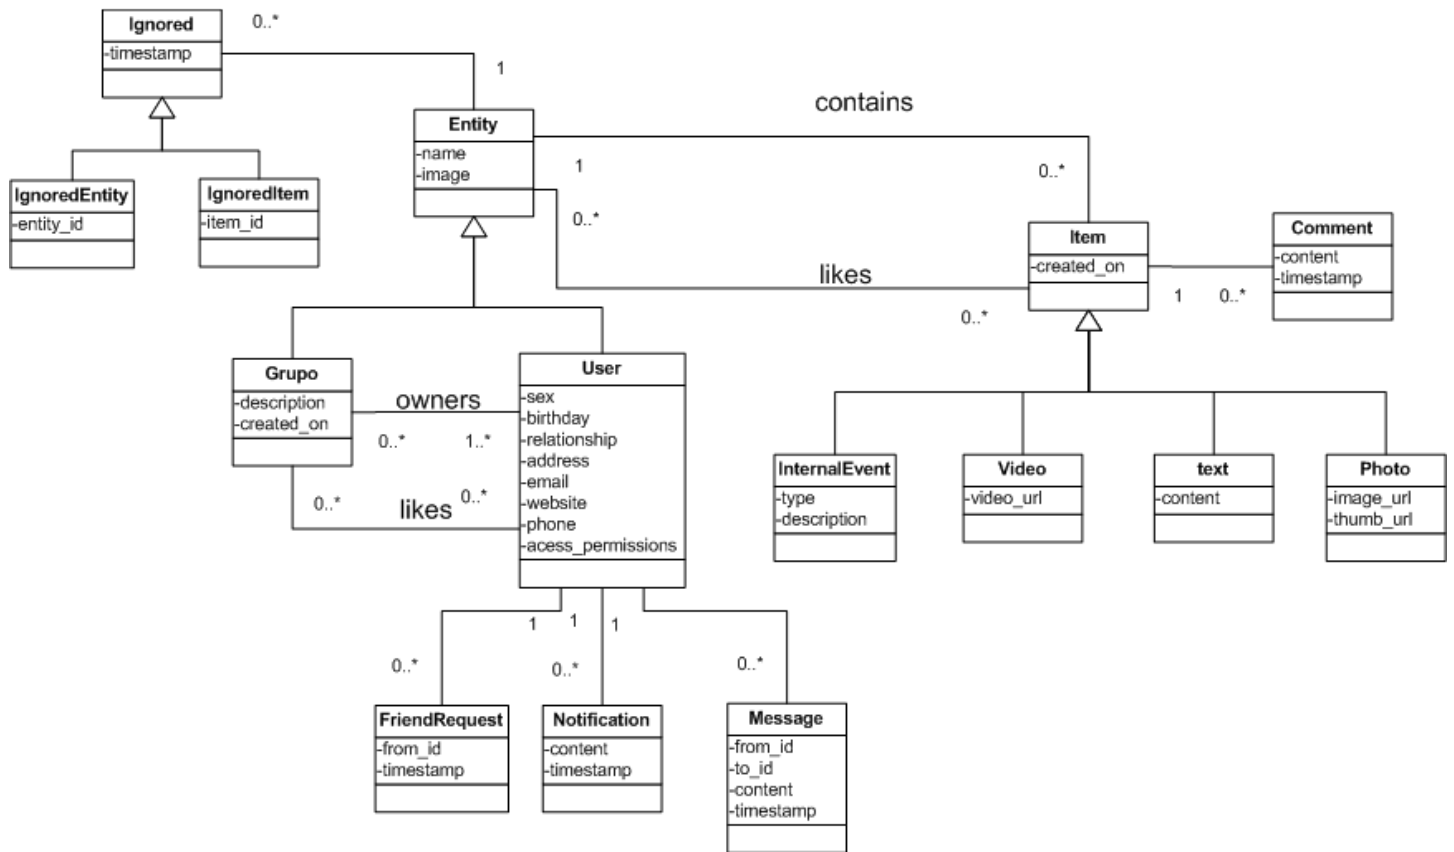 Ignored
-timestamp
0..*
1
IgnoredEntity
-entity_id
IgnoredItem
-item_id
Entity
-name
-image
contains
1
0..*
0..*
likes
0..*
Item
-created_on
1
0..*
Comment
-content
-timestamp
Grupo
-description
-created_on
owners
0..*
1..*
0..*
likes
0..*
User
-sex
-birthday
-relationship
-address
-email
-website
-phone
-acess_permissions
InternalEvent
-type
-description
Video
-video_url
text
-content
Photo
-image_url
-thumb_url
1
1
1
0..*
0..*
0..*
FriendRequest
-from_id
-timestamp
Notification
-content
-timestamp
Message
-from_id
-to_id
-content
-timestamp